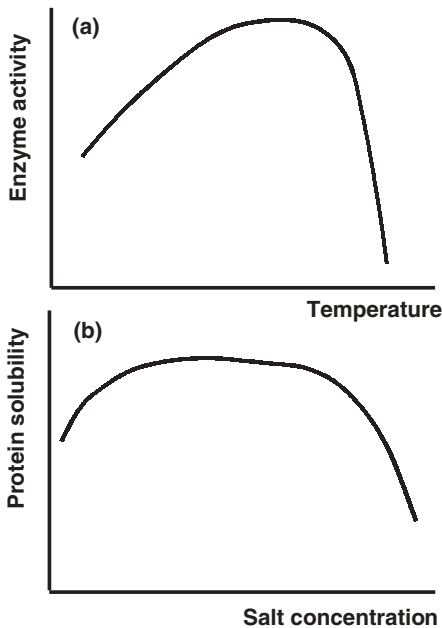 (a)
Enzyme activity
Temperature
(b)
Protein solubility
Salt concentration